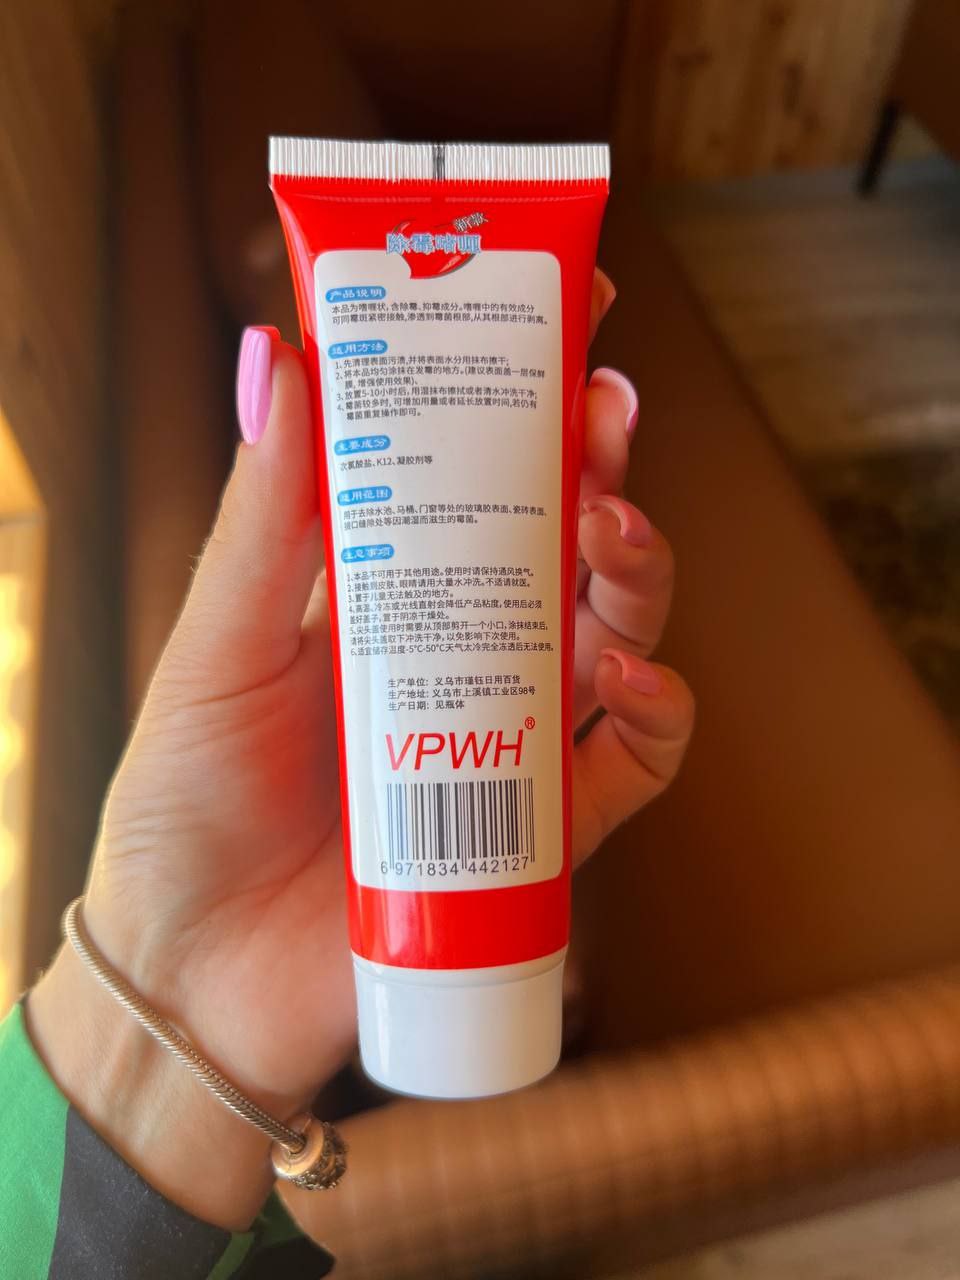 新款
除霉啫喱
产品说明
本品为嗜喱状,含除霉、抑霉成分。嗜喱中的有效成分
可同霉斑紧密接触,渗透到霉菌根部,从其根部进行剥离。
适用方法
1、先清理表面污渍,并将表面水分用抹布擦干;
2、将本品均匀涂抹在发霉的地方。(建议表面盖一层保鲜
膜,增强使用效果)、
3、放置5-10小时后,用湿抹布擦拭或者清水冲洗干净;
4、霉菌较多时,可增加用量或者延长放置时间,若仍有
霉菌重复操作即可。
主要成分
次氯酸盐、K12、凝胶剂等
适用范围
用于去除水池、马桶、门窗等处的玻璃胶表面、瓷砖表面、
接口缝隙处等因潮湿而滋生的霉菌。
注意事项
1、本品不可用于其他用途。使用时请保持通风换气。
2、接触到皮肤、眼睛请用大量水冲洗。不适请就医。
3、置于儿童无法触及的地方。
4、高温、冷冻或光线直射会降低产品粘度,使用后必须
盖好盖子,置于阴凉干燥处。
5、尖头盖使用时需要从顶部剪开一个小口,涂抹结束后,
请将尖头盖取下冲洗干净,以免影响下次使用。
6、适宜储存温度-5℃-50℃天气太冷完全冻透后无法使用。
生产单位: 义乌市瑾钰日用百货
生产地址: 义乌市上溪镇工业区98号
生产日期: 见瓶体
VPWH®
6 971834 442127